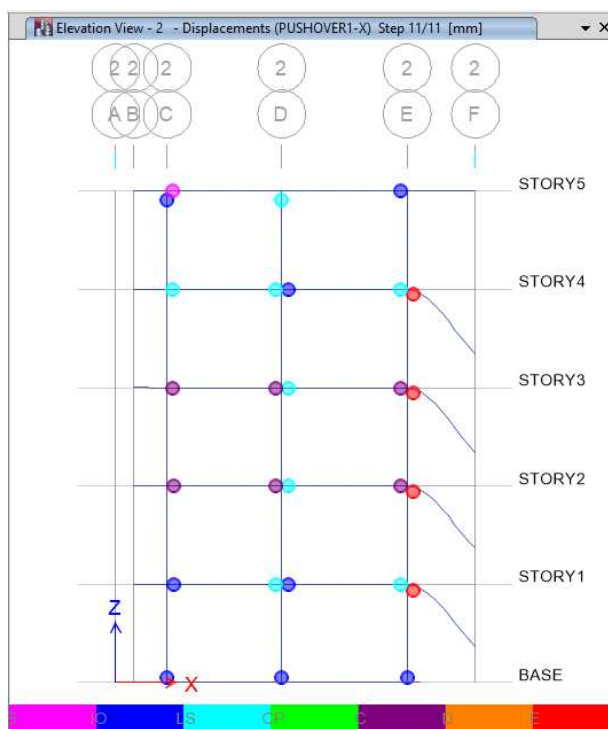 Elevation View - 2 - Displacements (PUSHOVER1-X) Step 11/11 [mm]
2 2 2 2 2 2
A B C D E F
STORY5
STORY4
STORY3
STORY2
STORY1
Z
X
BASE
IO LS CP C D E